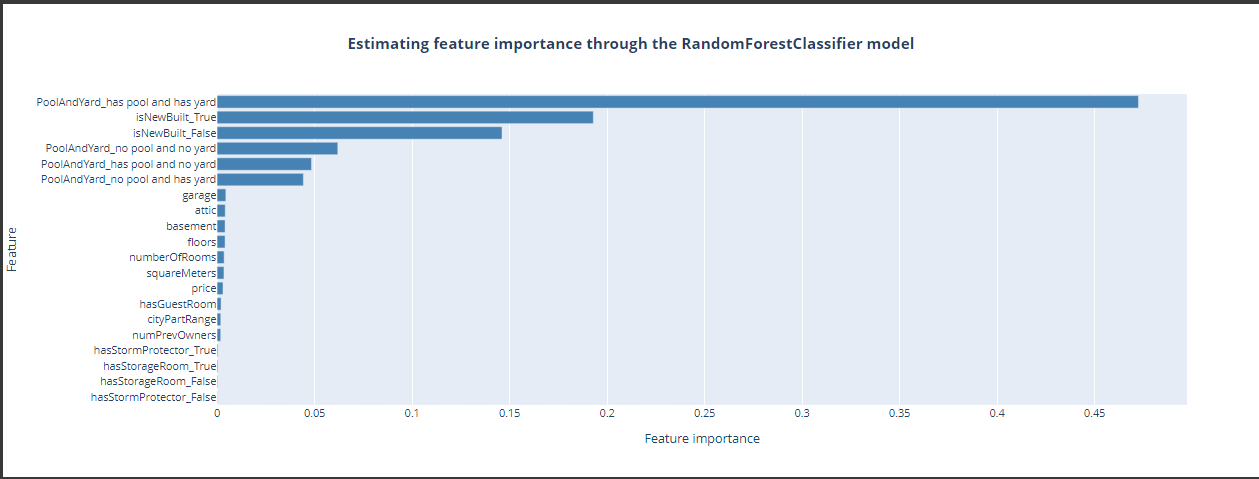 Estimating feature importance through the RandomForestClassifier model
PoolAndYard_has pool and has yard
isNewBuilt_True
isNewBuilt_False
PoolAndYard_no pool and no yard
PoolAndYard_has pool and no yard
PoolAndYard_no pool and has yard
garage
attic
basement
floors
numberOfRooms
squareMeters
price
hasGuestRoom
cityPartRange
numPrevOwners
hasStormProtector_True
hasStorageRoom_True
hasStorageRoom_False
hasStormProtector_False
Feature
0 0.05 0.1 0.15 0.2 0.25 0.3 0.35 0.4 0.45
Feature importance